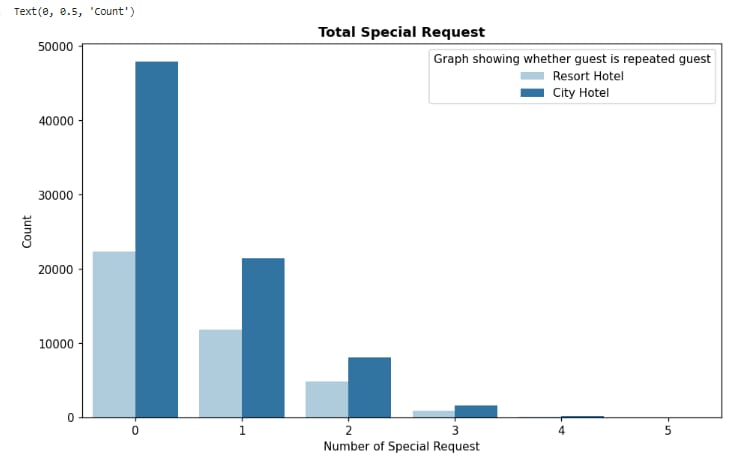 Text(0, 0.5, 'Count')
Total Special Request
Graph showing whether guest is repeated guest
Resort Hotel
City Hotel
50000
40000
30000
20000
10000
0
Count
0 1 2 3 4 5
Number of Special Request